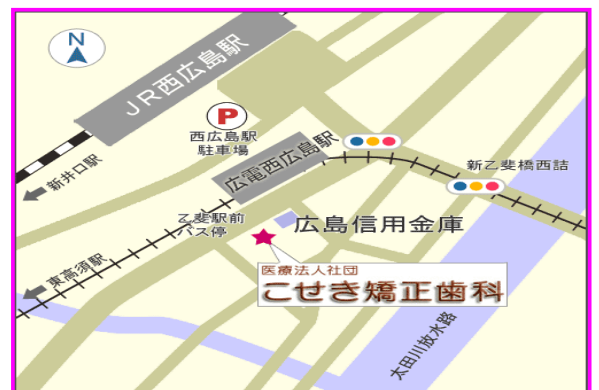 N
JR西広島駅
P
西広島駅
駐車場
広電西広島駅
新井口駅
新乙斐橋西詰
乙斐駅前
バス停
広島信用金庫
東高須駅
医療法人社団
こせき矯正歯科
太田川放水路